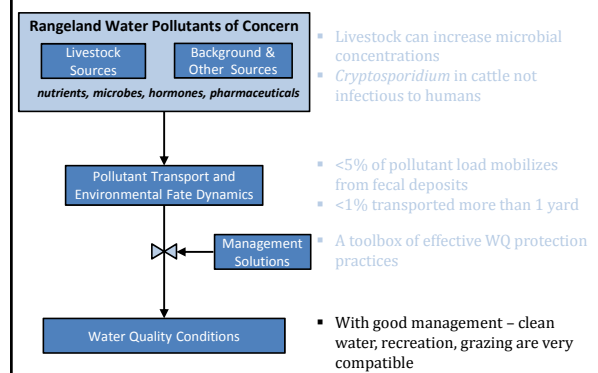 Rangeland Water Pollutants of Concern
Livestock
Sources
Background &
Other Sources
nutrients, microbes, hormones, pharmaceuticals
▪ Livestock can increase microbial
concentrations
▪ Cryptosporidium in cattle not
infectious to humans
Pollutant Transport and
Environmental Fate Dynamics
▪ <5% of pollutant load mobilizes
from fecal deposits
▪ <1% transported more than 1 yard
Management
Solutions
▪ A toolbox of effective WQ protection
practices
Water Quality Conditions
▪ With good management – clean
water, recreation, grazing are very
compatible